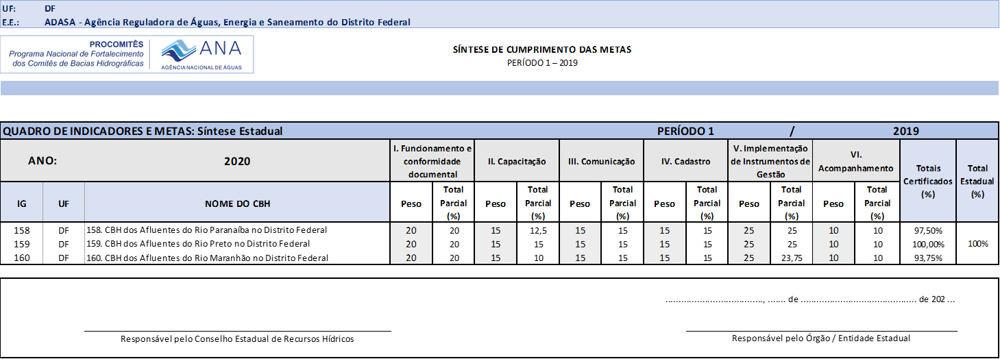 UF: DF
E.E.: ADASA - Agência Reguladora de Águas, Energia e Saneamento do Distrito Federal
PROCOMITÊS
Programa Nacional de Fortalecimento
dos Comitês de Bacias Hidrográficas
ANA
AGÊNCIA NACIONAL DE ÁGUAS
SÍNTESE DE CUMPRIMENTO DAS METAS
PERÍODO 1 – 2019
QUADRO DE INDICADORES E METAS: Síntese Estadual PERÍODO 1 / 2019
ANO: 2020
I. Funcionamento e
conformidade
documental
II. Capacitação
III. Comunicação
IV. Cadastro
V. Implementação
de Instrumentos de
Gestão
VI.
Acompanhamento
Totais
Certificados
(%)
Total
Estadual
(%)
IG UF NOME DO CBH
Peso
Total
Parcial
(%)
Peso
Total
Parcial
(%)
Peso
Total
Parcial
(%)
Peso
Total
Parcial
(%)
Peso
Total
Parcial
(%)
Peso
Total
Parcial
(%)
158 DF 158. CBH dos Afluentes do Rio Paranaíba no Distrito Federal 20 20 15 12,5 15 15 15 15 25 25 10 10 97,50%
159 DF 159. CBH dos Afluentes do Rio Preto no Distrito Federal 20 20 15 15 15 15 15 15 25 25 10 10 100,00% 100%
160 DF 160. CBH dos Afluentes do Rio Maranhão no Distrito Federal 20 20 15 10 15 15 15 15 25 23,75 10 10 93,75%
....................................., ....... de ............................................ de 202 ...
Responsável pelo Conselho Estadual de Recursos Hídricos
Responsável pelo Órgão / Entidade Estadual